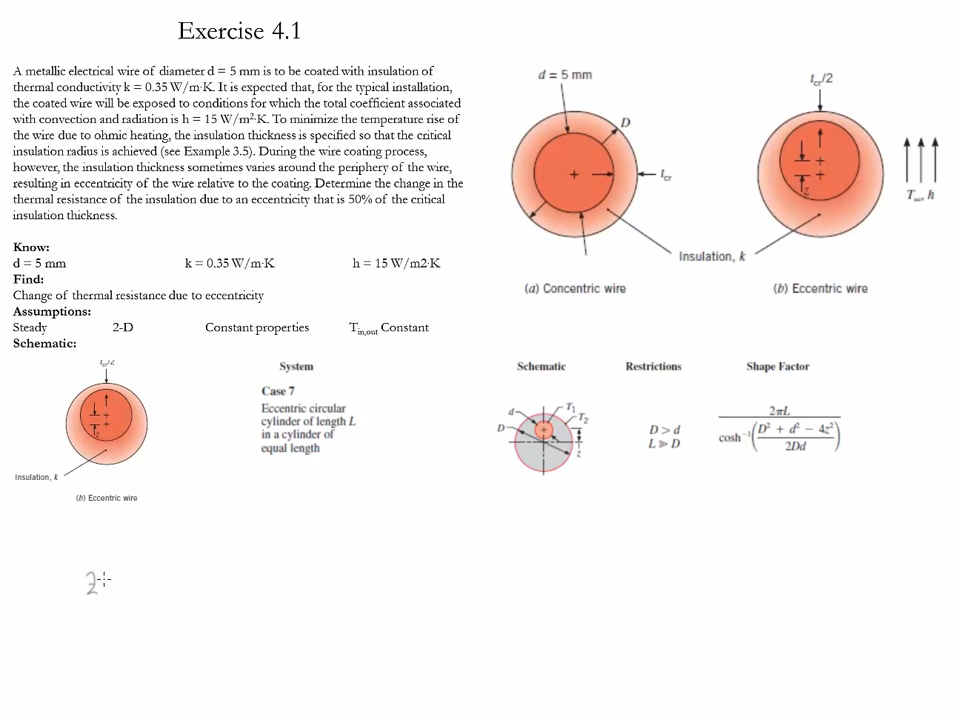 Exercise 4.1
A metallic electrical wire of diameter d = 5 mm is to be coated with insulation of
thermal conductivity k = 0.35 W/m·K. It is expected that, for the typical installation,
the coated wire will be exposed to conditions for which the total coefficient associated
with convection and radiation is h = 15 W/m²·K. To minimize the temperature rise of
the wire due to ohmic heating, the insulation thickness is specified so that the critical
insulation radius is achieved (see Example 3.5). During the wire coating process,
however, the insulation thickness sometimes varies around the periphery of the wire,
resulting in eccentricity of the wire relative to the coating. Determine the change in the
thermal resistance of the insulation due to an eccentricity that is 50% of the critical
insulation thickness.
Know:
d = 5 mm k = 0.35 W/m·K h = 15 W/m2·K
Find:
Change of thermal resistance due to eccentricity
Assumptions:
Steady 2-D Constant properties T_in,out Constant
Schematic:
t_cr/2
z
Insulation, k
(b) Eccentric wire
d = 5 mm
D
t_cr
Insulation, k
(a) Concentric wire
t_cr/2
z
T∞, h
(b) Eccentric wire
System Schematic Restrictions Shape Factor
Case 7
Eccentric circular
cylinder of length L
in a cylinder of
equal length
d
D
T₁
T₂
z
D > d
L ≫ D
2πL
cosh⁻¹((D² + d² − 4z²)/2Dd)
2